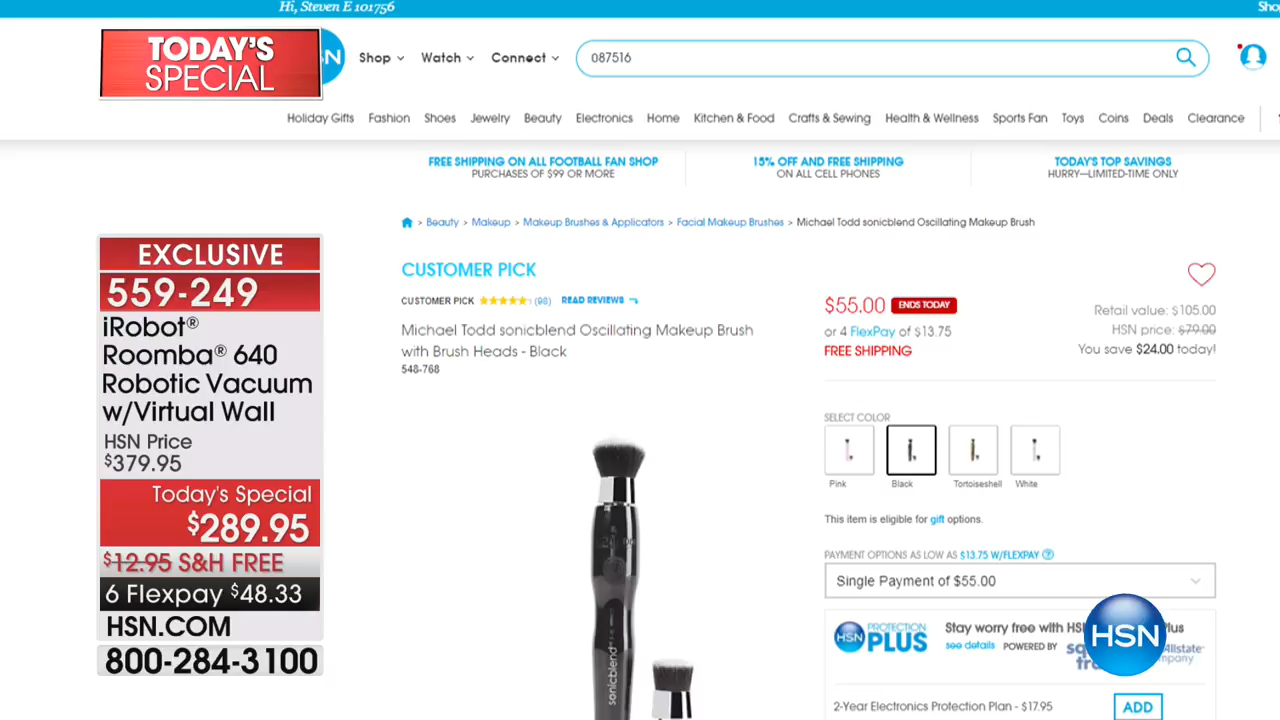 Hi, Steven E 101756
TODAY'S
SPECIAL
Shop
Watch
Connect
087516
Holiday Gifts
Fashion
Shoes
Jewelry
Beauty
Electronics
Home
Kitchen & Food
Crafts & Sewing
Health & Wellness
Sports Fan
Toys
Coins
Deals
Clearance
FREE SHIPPING ON ALL FOOTBALL FAN SHOP
PURCHASES OF $99 OR MORE
15% OFF AND FREE SHIPPING
ON ALL CELL PHONES
TODAY'S TOP SAVINGS
HURRY—LIMITED-TIME ONLY
> Beauty > Makeup > Makeup Brushes & Applicators > Facial Makeup Brushes > Michael Todd sonicblend Oscillating Makeup Brush
EXCLUSIVE
559-249
iRobot®
Roomba® 640
Robotic Vacuum
w/Virtual Wall
HSN Price
$379.95
Today's Special
$289.95
$12.95 S&H FREE
6 Flexpay $48.33
HSN.COM
800-284-3100
CUSTOMER PICK
CUSTOMER PICK (98) READ REVIEWS
Michael Todd sonicblend Oscillating Makeup Brush
with Brush Heads - Black
548-768
sonicblend
$55.00 ENDS TODAY
or 4 FlexPay of $13.75
FREE SHIPPING
Retail value: $105.00
HSN price: $79.00
You save $24.00 today!
SELECT COLOR
Pink
Black
Tortoiseshell
White
This item is eligible for gift options.
PAYMENT OPTIONS AS LOW AS $13.75 W/FLEXPAY ?
Single Payment of $55.00
HSN PROTECTION
PLUS
Stay worry free with HS
see details POWERED BY
Allstate
HSN
2-Year Electronics Protection Plan - $17.95
ADD